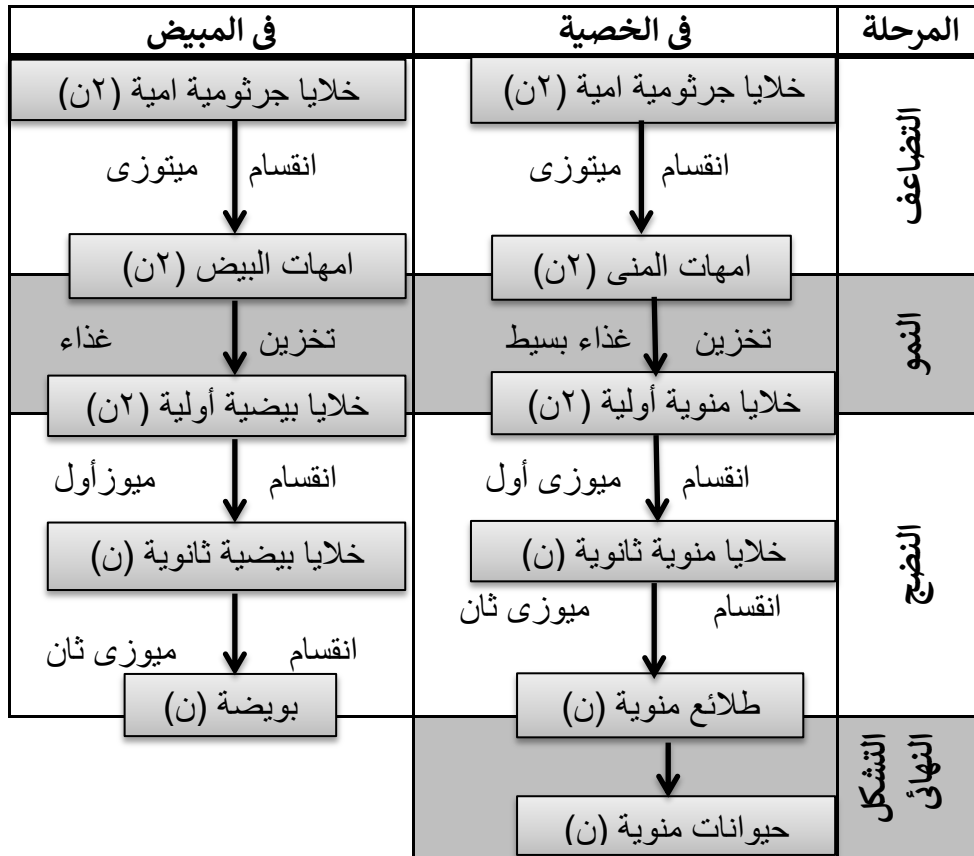 المرحلة فى الخصية فى المبيض
التضاعف
خلايا جرثومية امية (٢ن) خلايا جرثومية امية (٢ن)
انقسام ميتوزى انقسام ميتوزى
امهات المنى (٢ن) امهات البيض (٢ن)
النمو
تخزين غذاء بسيط تخزين غذاء
خلايا منوية أولية (٢ن) خلايا بيضية أولية (٢ن)
النضج
انقسام ميوزى أول انقسام ميوزأول
خلايا منوية ثانوية (ن) خلايا بيضية ثانوية (ن)
انقسام ميوزى ثان انقسام ميوزى ثان
طلائع منوية (ن) بويضة (ن)
التشكل
النهائى
حيوانات منوية (ن)